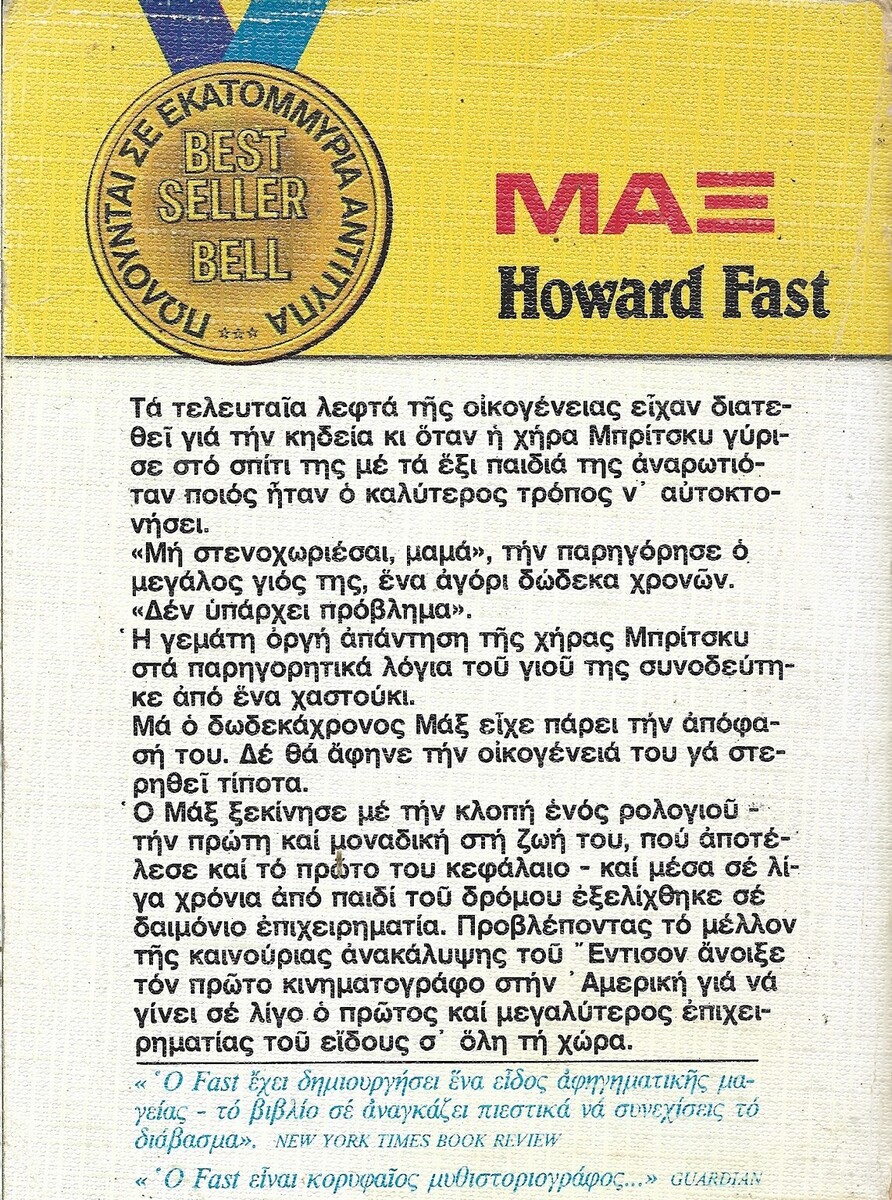 ΠΩΛΟΥΝΤΑΙ ΣΕ ΕΚΑΤΟΜΜΥΡΙΑ ΑΝΤΙΤΥΠΑ
BEST
SELLER
BELL
ΜΑΞ
Howard Fast
Τά τελευταῖα λεφτά τῆς οἰκογένειας εἶχαν διατε-
θεῖ γιά τήν κηδεία κι ὅταν ἡ χήρα Μπρίτσκυ γύρι-
σε στό σπίτι της μέ τά ἕξι παιδιά της ἀναρωτιό-
ταν ποιός ἦταν ὁ καλύτερος τρόπος ν᾿ αὐτοκτο-
νήσει.
«Μή στενοχωριέσαι, μαμά», τήν παρηγόρησε ὁ
μεγάλος γιός της, ἕνα ἀγόρι δώδεκα χρονῶν.
«Δέν ὑπάρχει πρόβλημα».
Ἡ γεμάτη ὀργή ἀπάντηση τῆς χήρας Μπρίτσκυ
στά παρηγορητικά λόγια τοῦ γιοῦ της συνοδεύτη-
κε ἀπό ἕνα χαστούκι.
Μά ὁ δωδεκάχρονος Μάξ εἶχε πάρει τήν ἀπόφα-
σή του. Δέ θά ἄφηνε τήν οἰκογένειά του γά στε-
ρηθεῖ τίποτα.
Ὁ Μάξ ξεκίνησε μέ τήν κλοπή ἑνός ρολογιοῦ -
τήν πρώτη καί μοναδική στή ζωή του, πού ἀποτέ-
λεσε καί τό πρῶτο του κεφάλαιο - καί μέσα σέ λί-
γα χρόνια ἀπό παιδί τοῦ δρόμου ἐξελίχθηκε σέ
δαιμόνιο ἐπιχειρηματία. Προβλέποντας τό μέλλον
τῆς καινούριας ἀνακάλυψης τοῦ Ἔντισον ἄνοιξε
τόν πρῶτο κινηματογράφο στήν Ἀμερική γιά νά
γίνει σέ λίγο ὁ πρῶτος καί μεγαλύτερος ἐπιχει-
ρηματίας τοῦ εἴδους σ᾿ ὅλη τή χώρα.
«Ὁ Fast ἔχει δημιουργήσει ἕνα εἶδος ἀφηγηματικῆς μα-
γείας - τό βιβλίο σέ ἀναγκάζει πιεστικά νά συνεχίσεις τό
διάβασμα». NEW YORK TIMES BOOK REVIEW
«Ὁ Fast εἶναι κορυφαῖος μυθιστοριογράφος...» GUARDIAN